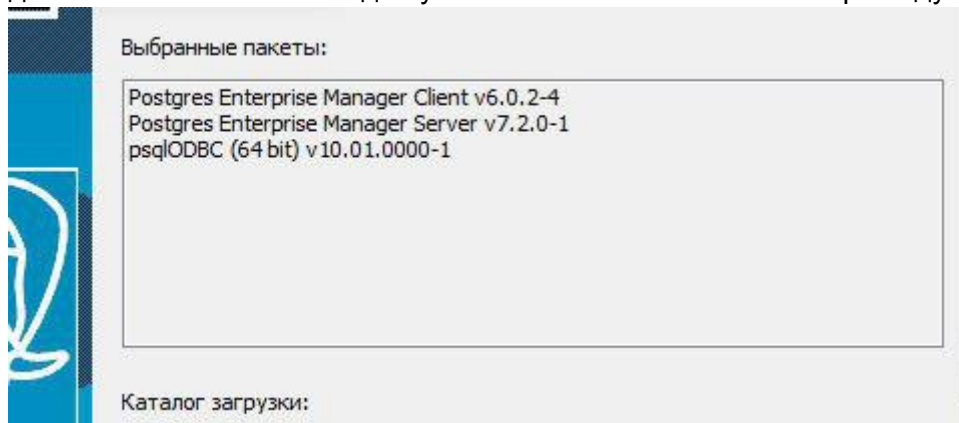 Выбранные пакеты:
Postgres Enterprise Manager Client v6.0.2-4
Postgres Enterprise Manager Server v7.2.0-1
psqlODBC (64 bit) v10.01.0000-1
Каталог загрузки: